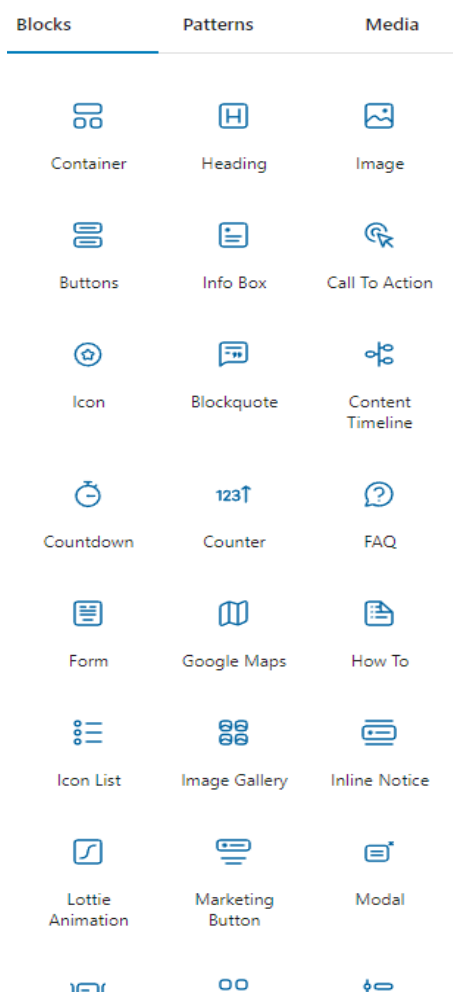 Blocks Patterns Media
Container Heading Image
Buttons Info Box Call To Action
Icon Blockquote Content
Timeline
123 
Countdown Counter FAQ
Form Google Maps How To
Icon List Image Gallery Inline Notice
Lottie Marketing Modal
Animation Button